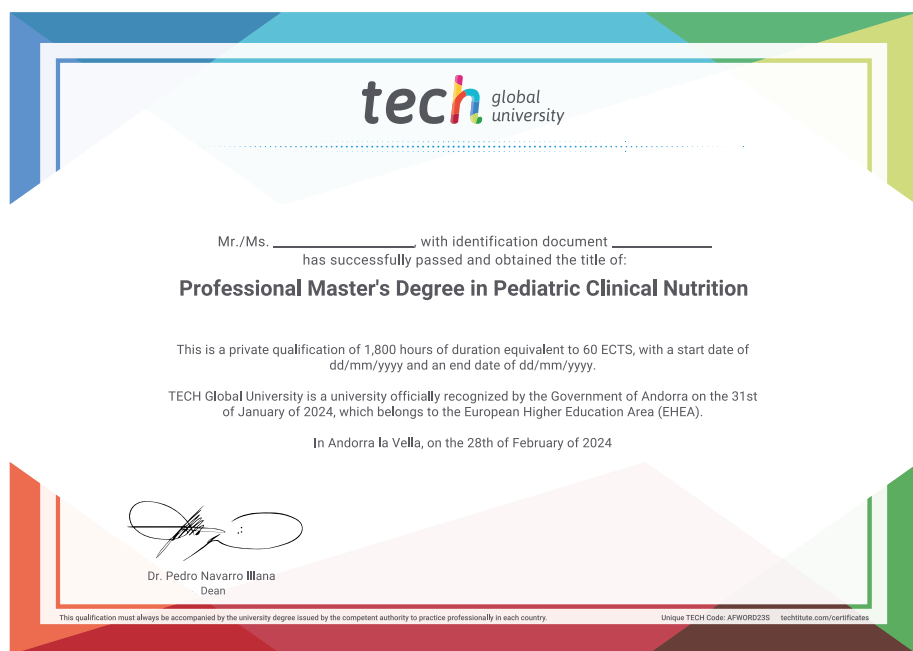 tech global
university
Mr./Ms. ____________, with identification document ____________
has successfully passed and obtained the title of:
Professional Master's Degree in Pediatric Clinical Nutrition
This is a private qualification of 1,800 hours of duration equivalent to 60 ECTS, with a start date of
dd/mm/yyyy and an end date of dd/mm/yyyy.
TECH Global University is a university officially recognized by the Government of Andorra on the 31st
of January of 2024, which belongs to the European Higher Education Area (EHEA).
In Andorra la Vella, on the 28th of February of 2024
Dr. Pedro Navarro Illana
Dean
This qualification must always be accompanied by the university degree issued by the competent authority to practice professionally in each country.
Unique TECH Code: AFWORD23S techtitute.com/certificates